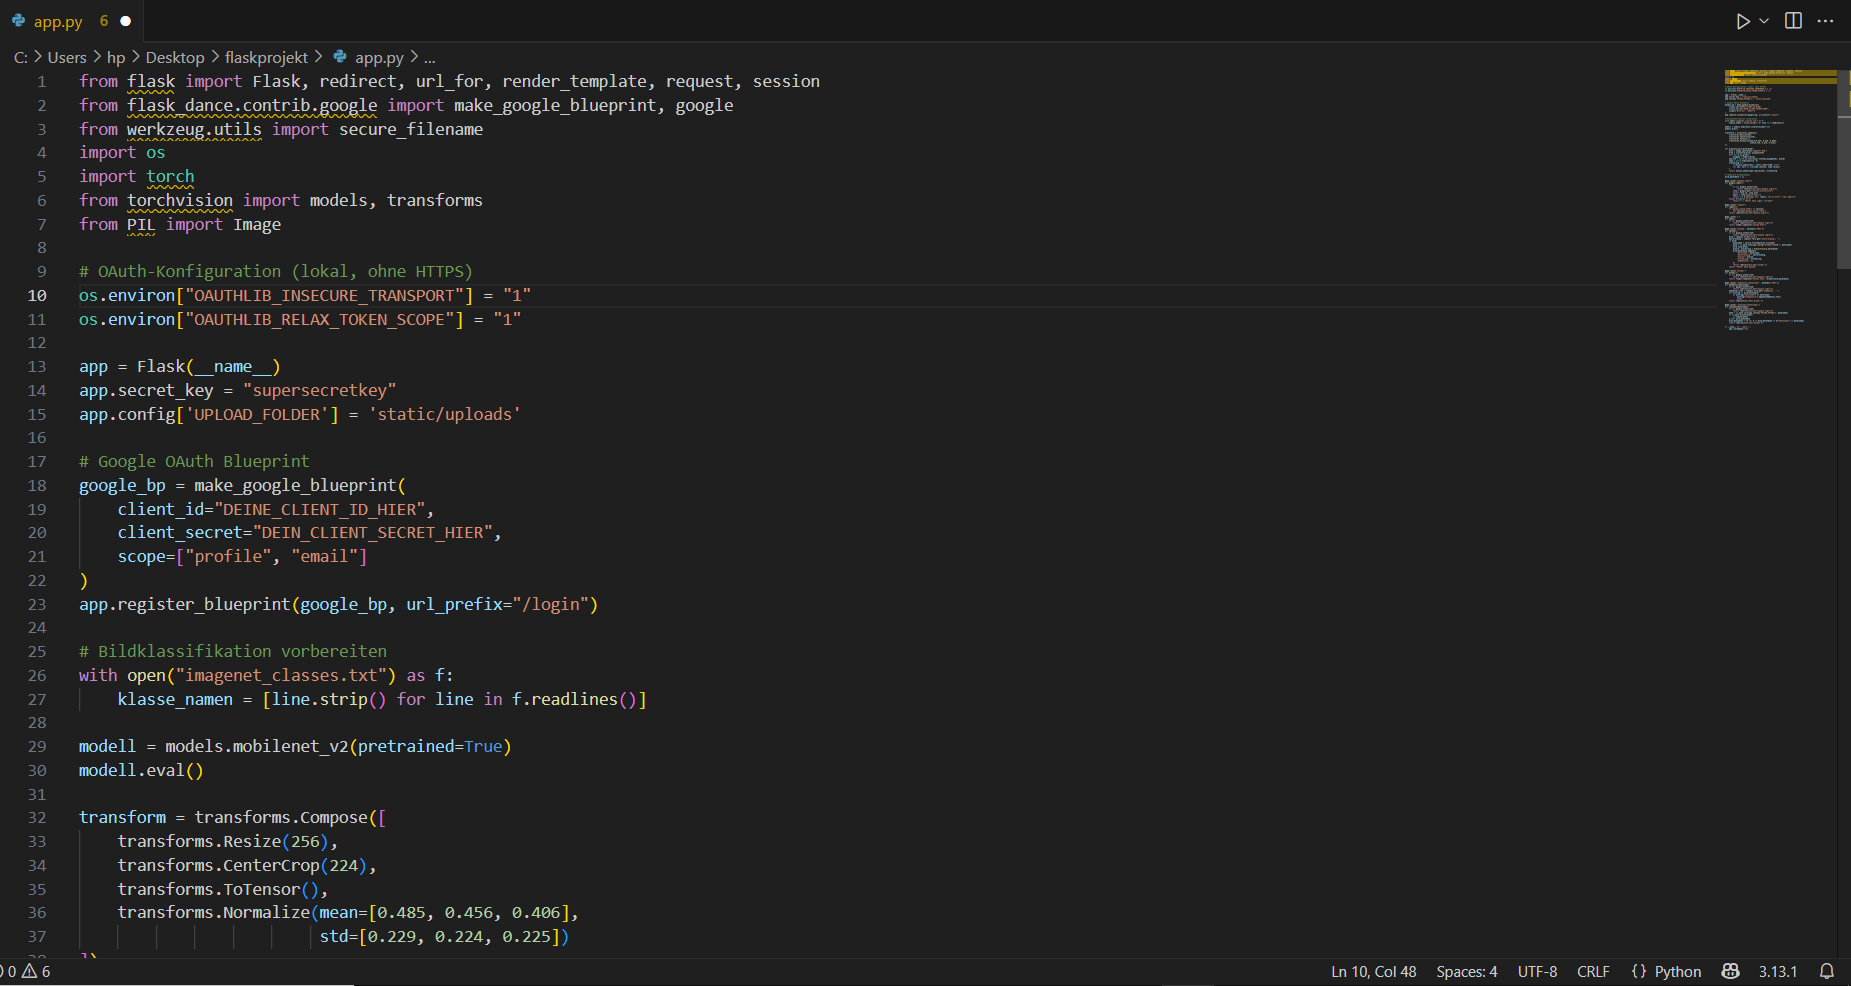 app.py 6
C: > Users > hp > Desktop > flaskprojekt > app.py > ...
1 from flask import Flask, redirect, url_for, render_template, request, session
2 from flask_dance.contrib.google import make_google_blueprint, google
3 from werkzeug.utils import secure_filename
4 import os
5 import torch
6 from torchvision import models, transforms
7 from PIL import Image
8
9 # OAuth-Konfiguration (lokal, ohne HTTPS)
10 os.environ["OAUTHLIB_INSECURE_TRANSPORT"] = "1"
11 os.environ["OAUTHLIB_RELAX_TOKEN_SCOPE"] = "1"
12
13 app = Flask(__name__)
14 app.secret_key = "supersecretkey"
15 app.config['UPLOAD_FOLDER'] = 'static/uploads'
16
17 # Google OAuth Blueprint
18 google_bp = make_google_blueprint(
19     client_id="DEINE_CLIENT_ID_HIER",
20     client_secret="DEIN_CLIENT_SECRET_HIER",
21     scope=["profile", "email"]
22 )
23 app.register_blueprint(google_bp, url_prefix="/login")
24
25 # Bildklassifikation vorbereiten
26 with open("imagenet_classes.txt") as f:
27     klasse_namen = [line.strip() for line in f.readlines()]
28
29 modell = models.mobilenet_v2(pretrained=True)
30 modell.eval()
31
32 transform = transforms.Compose([
33     transforms.Resize(256),
34     transforms.CenterCrop(224),
35     transforms.ToTensor(),
36     transforms.Normalize(mean=[0.485, 0.456, 0.406],
37                          std=[0.229, 0.224, 0.225])
38 ])
0 6 Ln 10, Col 48 Spaces: 4 UTF-8 CRLF {} Python 3.13.1